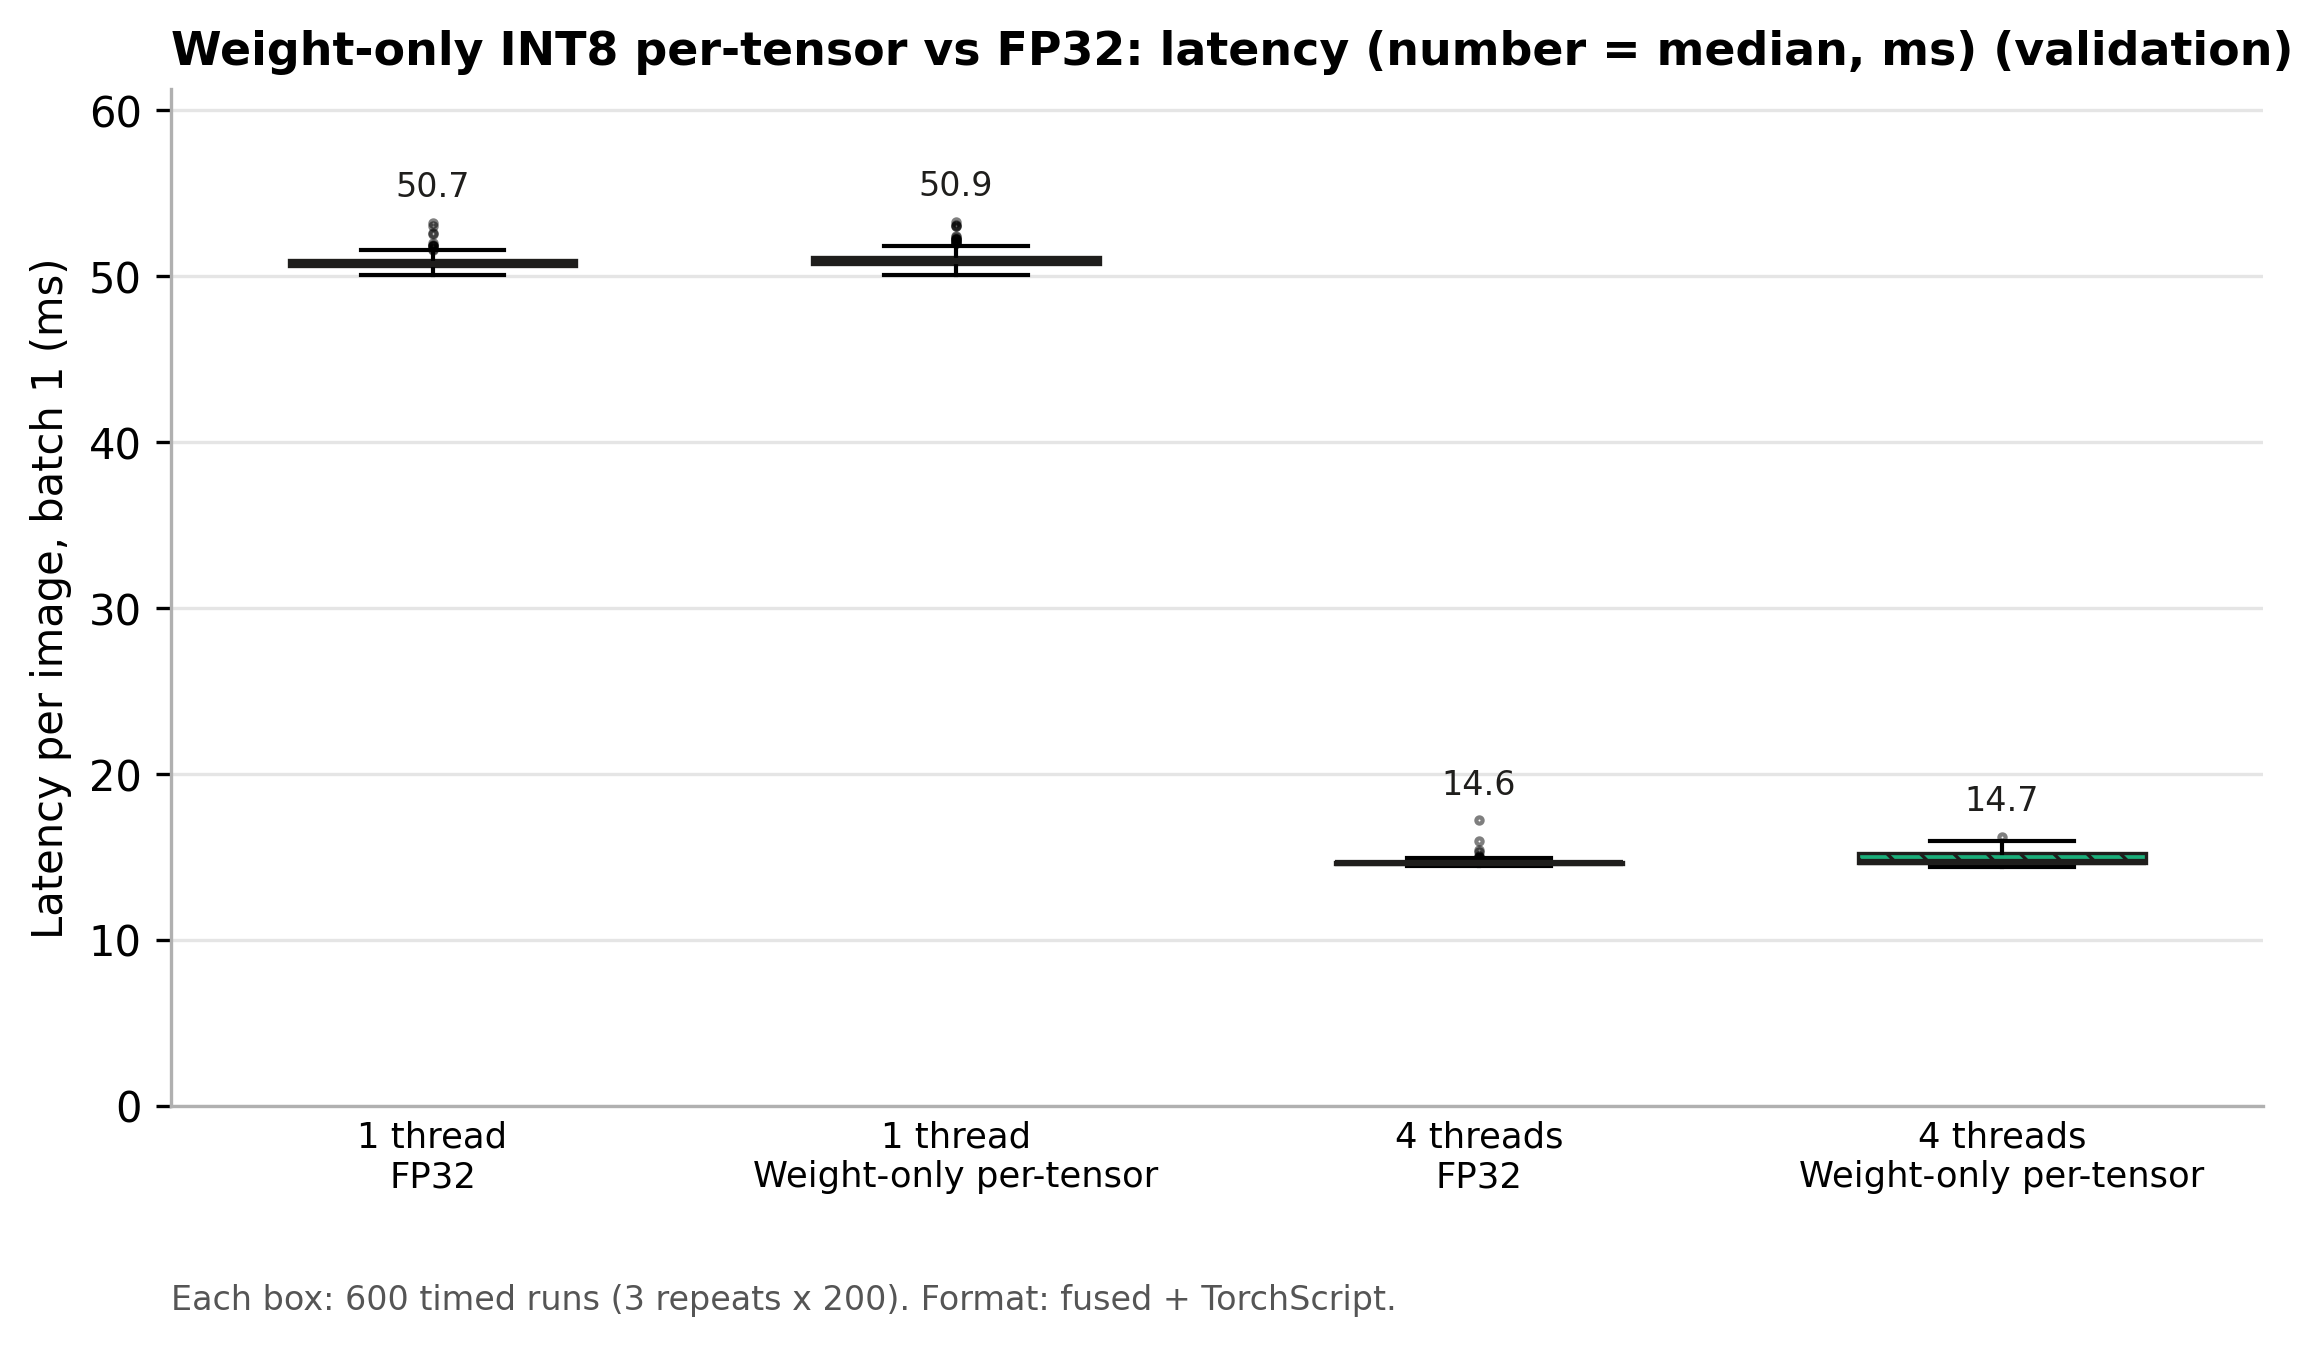 Weight-only INT8 per-tensor vs FP32: latency (number = median, ms) (validation)
Latency per image, batch 1 (ms)
60
50
40
30
20
10
0
50.7
50.9
14.6
14.7
1 thread
FP32
1 thread
Weight-only per-tensor
4 threads
FP32
4 threads
Weight-only per-tensor
Each box: 600 timed runs (3 repeats x 200). Format: fused + TorchScript.